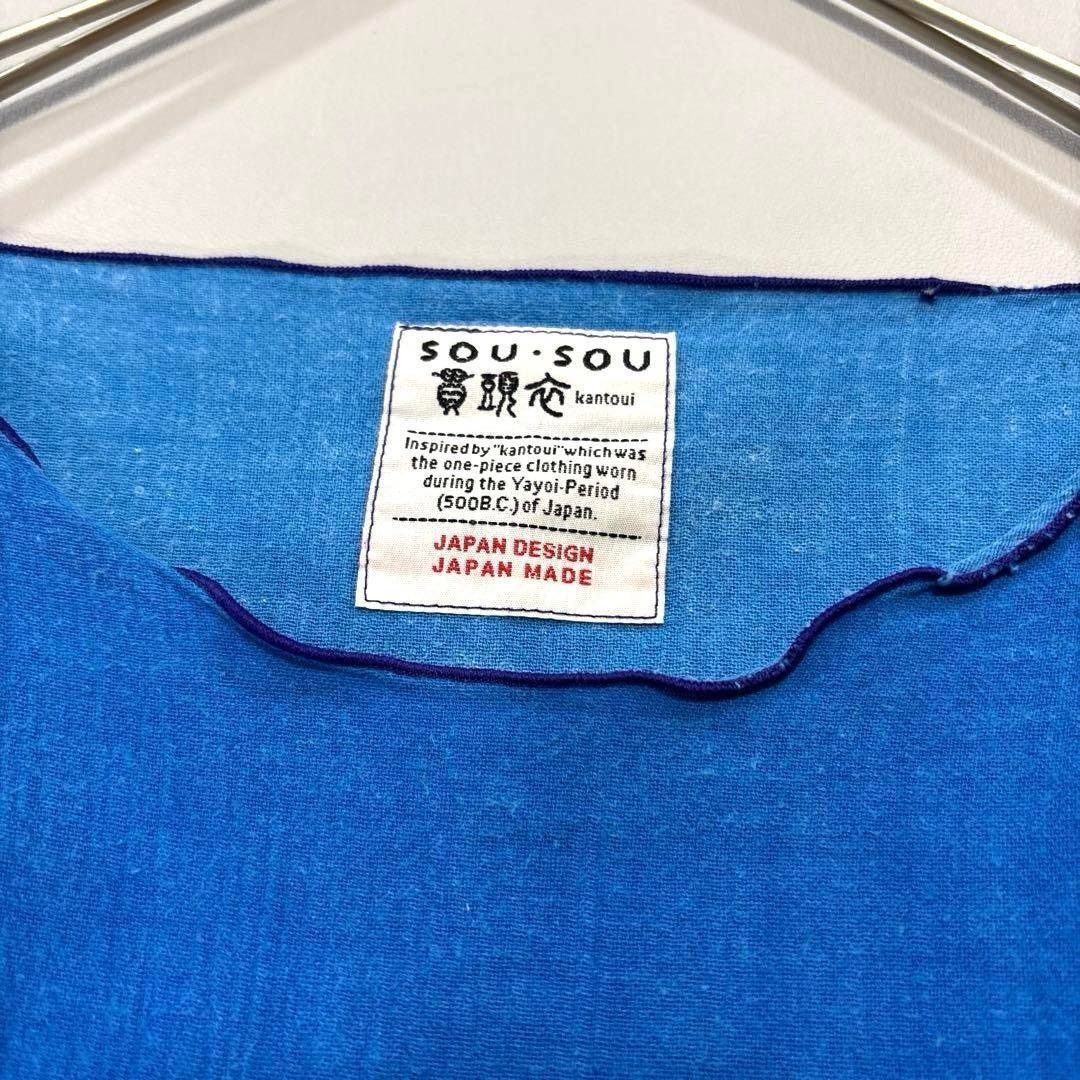 SOU・SOU
貫頭衣 kantoui
Inspired by "kantoui" which was
the one-piece clothing worn
during the Yayoi-Period
(500B.C.) of Japan.
JAPAN DESIGN
JAPAN MADE